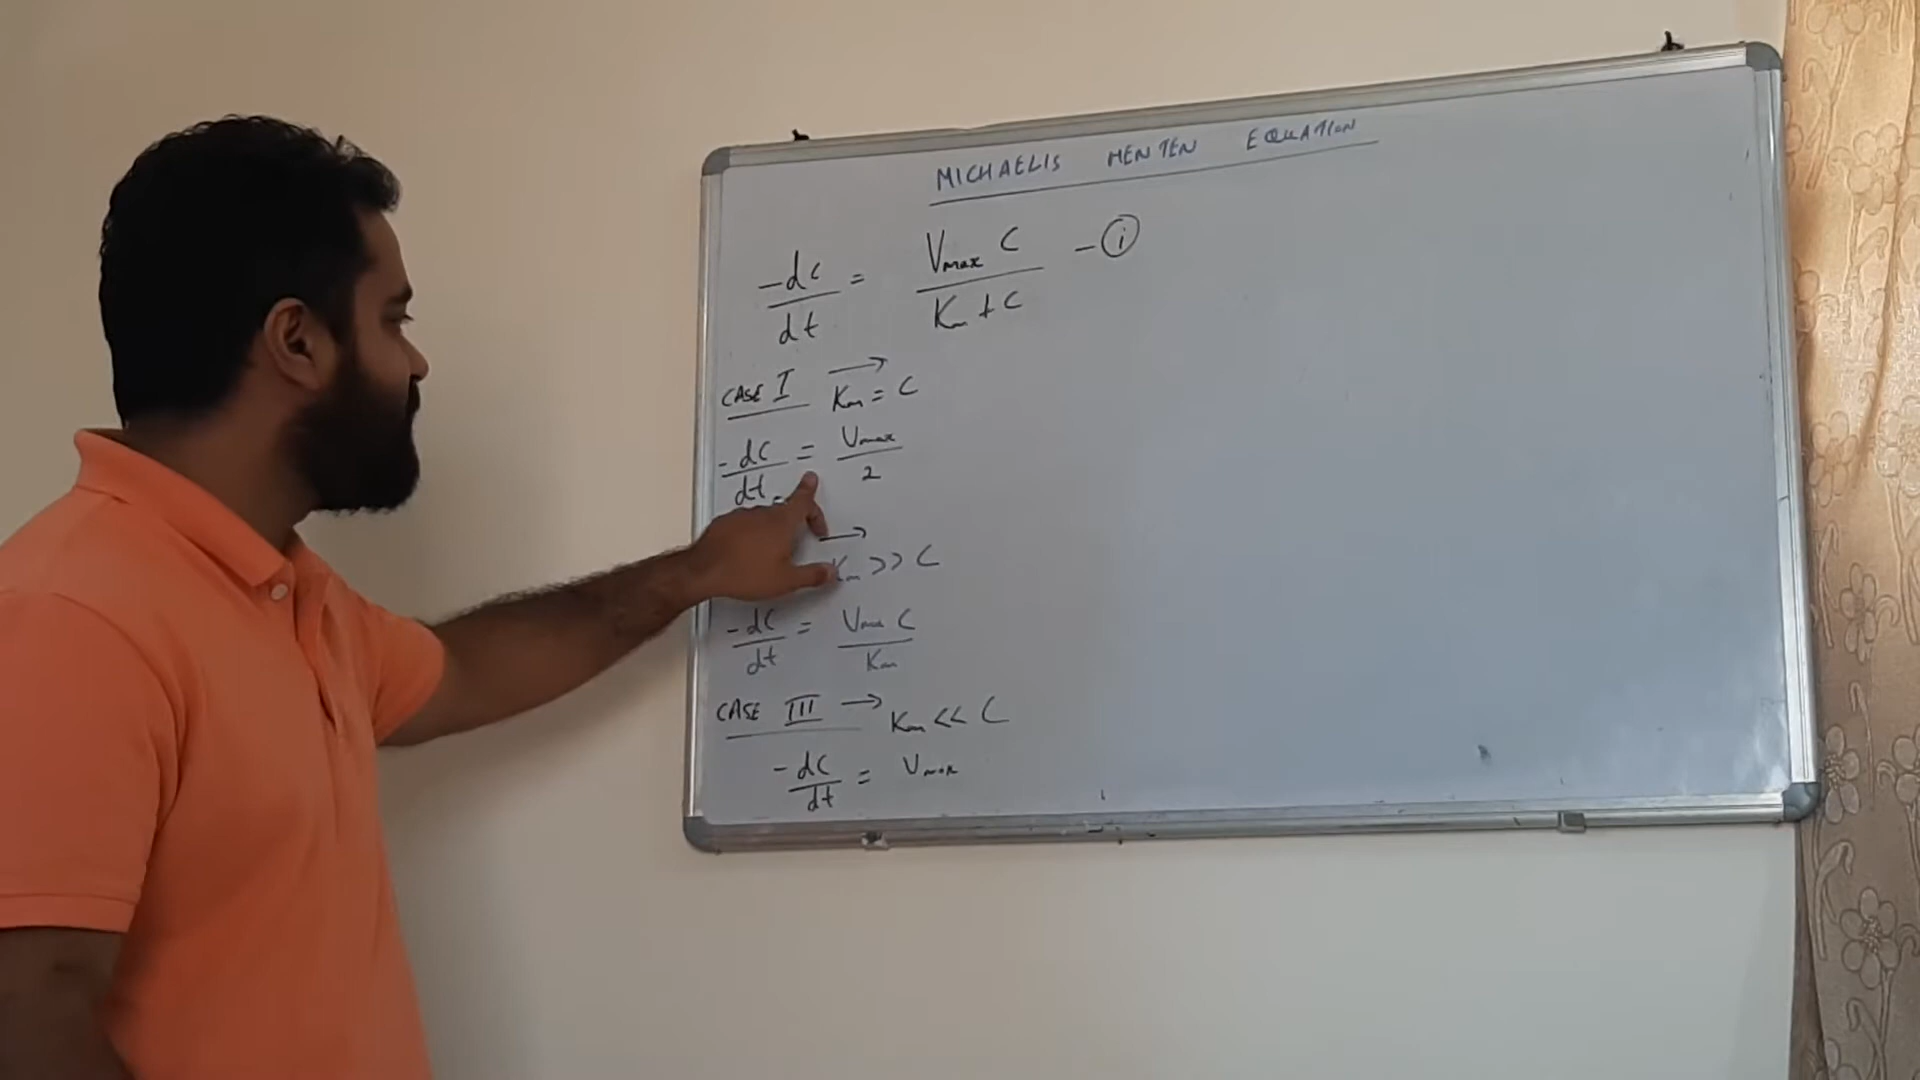 MICHAELIS MENTEN EQUATION
-dC/dt = Vmax C / Km + C - (i)
CASE I → Km = C
-dC/dt = Vmax / 2
→ Km >> C
-dC/dt = Vmax C / Km
CASE III → Km << C
-dC/dt = Vmax